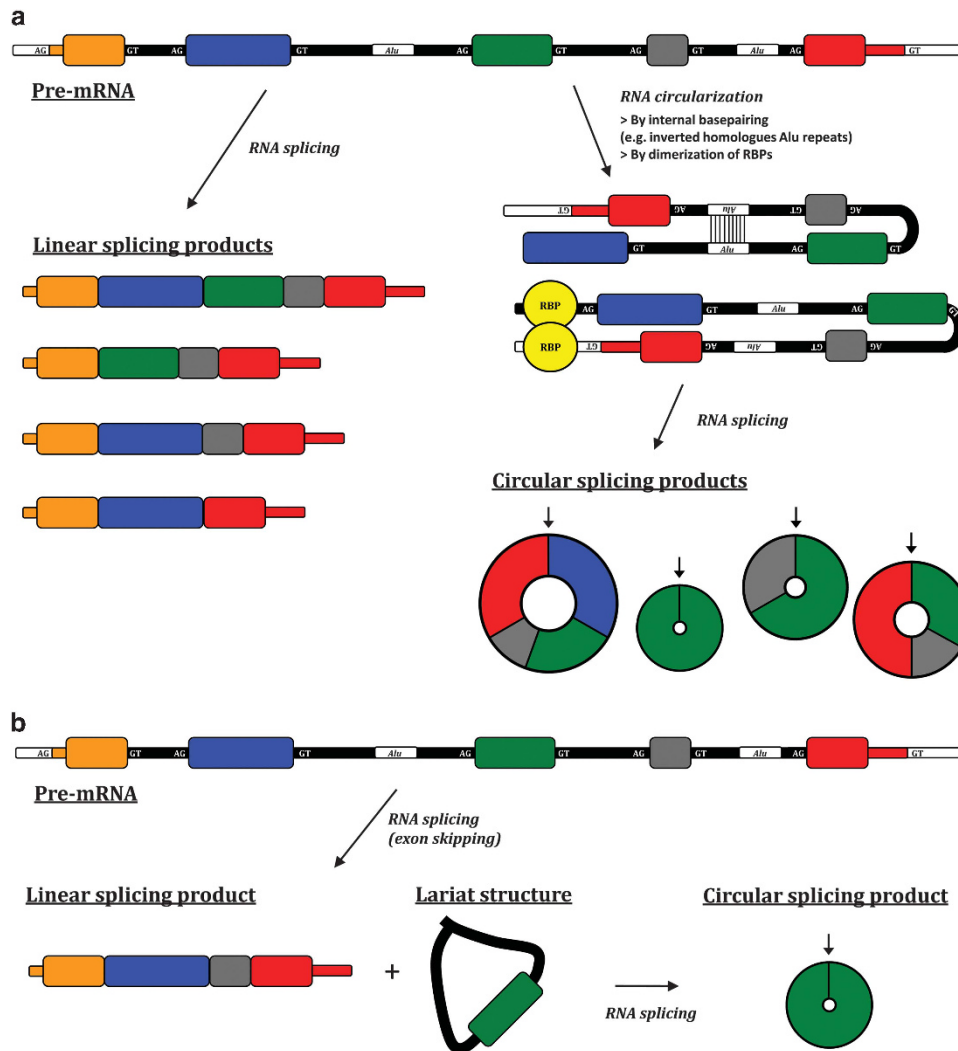 a
AG GT AG GT Alu AG GT AG GT Alu AG GT
Pre-mRNA
RNA splicing
RNA circularization
> By internal basepairing
(e.g. inverted homologues Alu repeats)
> By dimerization of RBPs
Linear splicing products
GT AG Alu GT AG
GT Alu AG GT
RBP AG GT Alu AG GT
RBP GT AG Alu GT AG
RNA splicing
Circular splicing products
b
AG GT AG GT Alu AG GT AG GT Alu AG GT
Pre-mRNA
RNA splicing
(exon skipping)
Linear splicing product
Lariat structure
Circular splicing product
+
RNA splicing